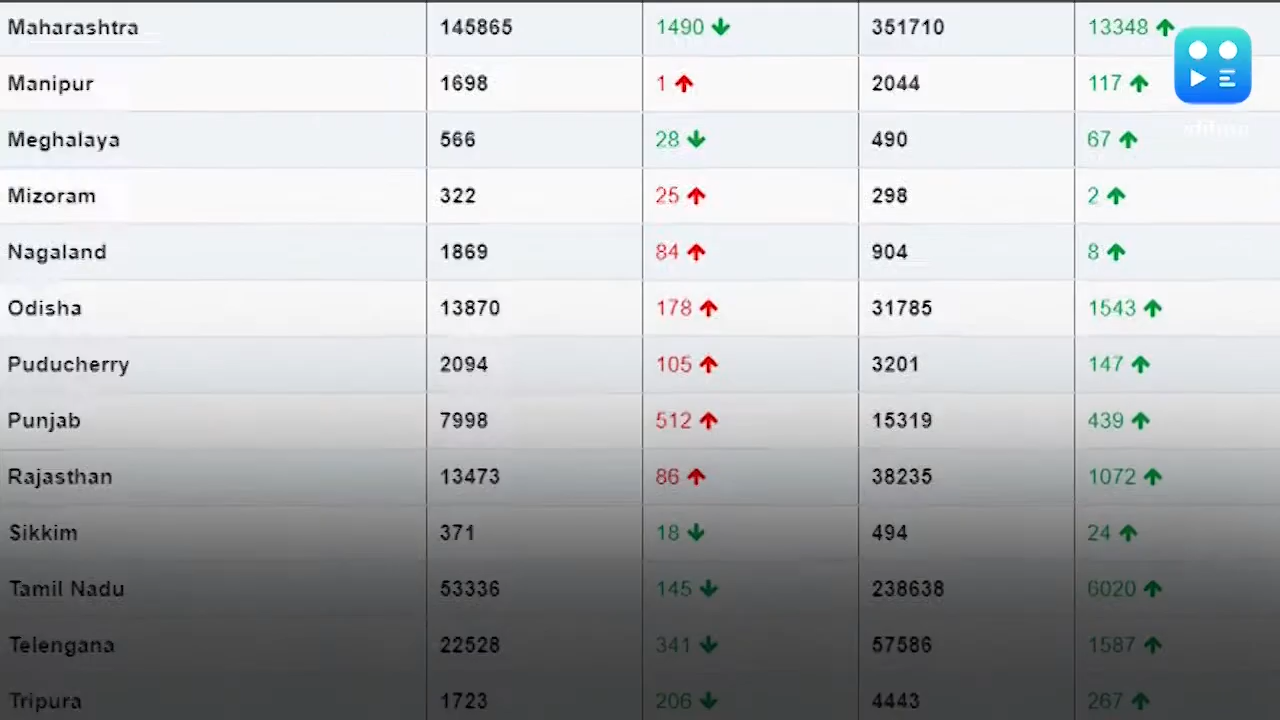 Maharashtra 145865 1490 351710 13348
Manipur 1698 1 2044 117
Meghalaya 566 28 490 67
Mizoram 322 25 298 2
Nagaland 1869 84 904 8
Odisha 13870 178 31785 1543
Puducherry 2094 105 3201 147
Punjab 7998 512 15319 439
Rajasthan 13473 86 38235 1072
Sikkim 371 18 494 24
Tamil Nadu 53336 145 238638 6020
Telengana 22528 341 57586 1587
Tripura 1723 206 4443 267